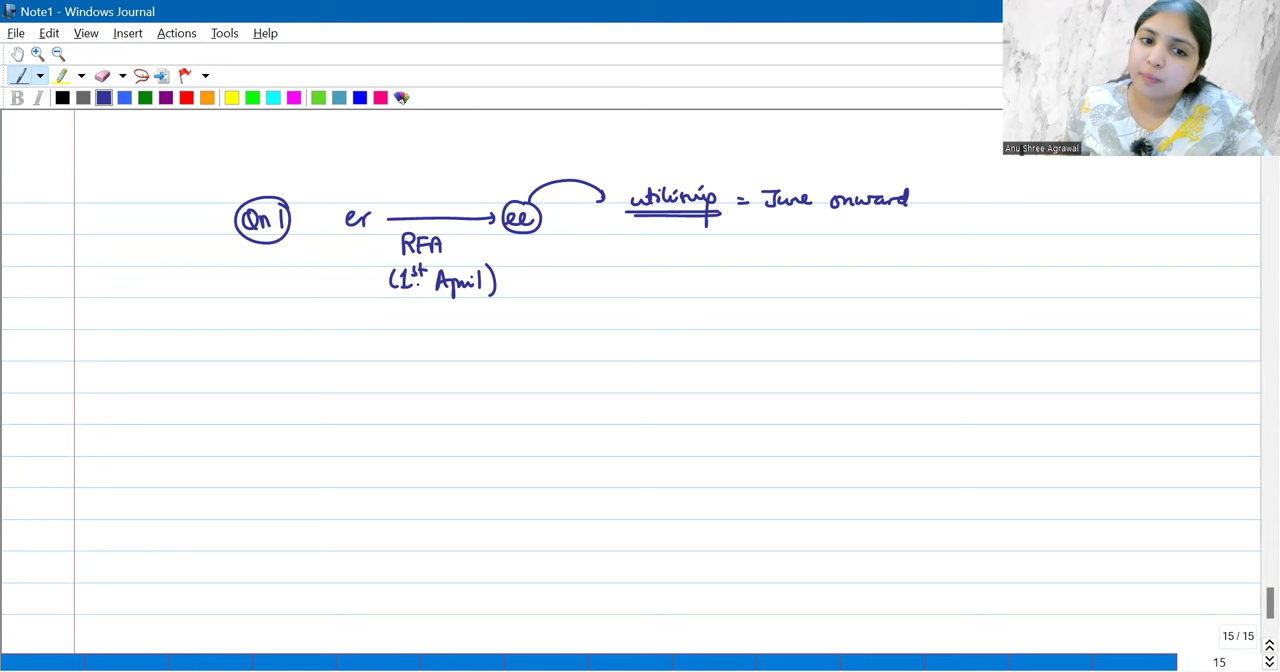 Note1 - Windows Journal
File Edit View Insert Actions Tools Help
B I
Anu Shree Agrawal
Qn 1 er ee = June onward
RFA
(1st April)
15 / 15
15